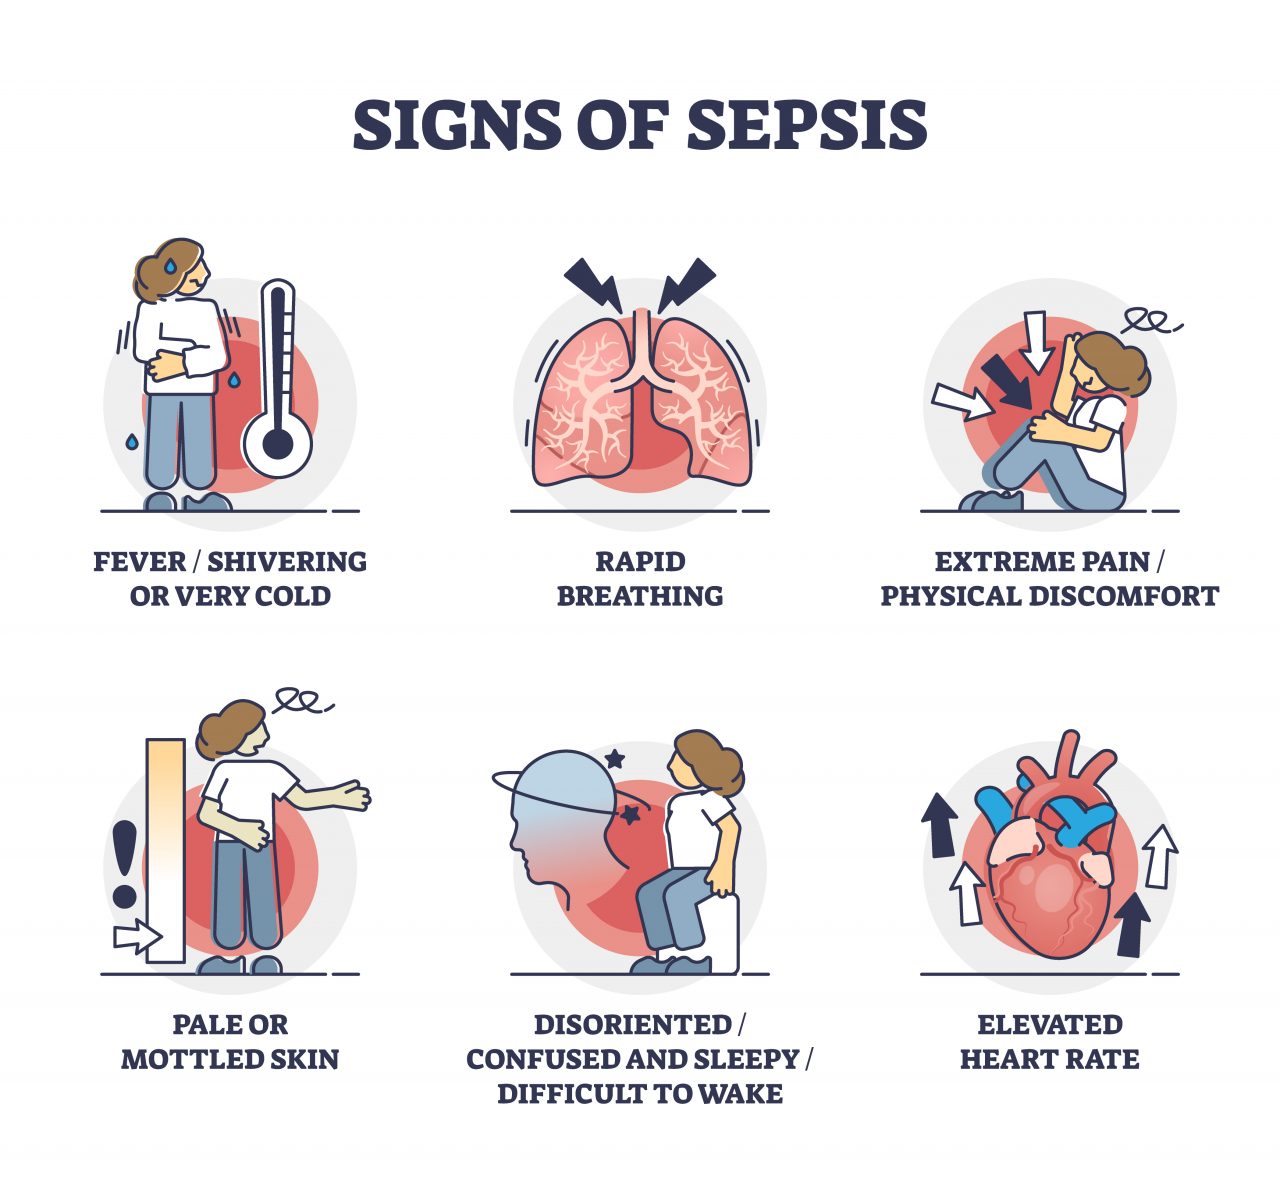 SIGNS OF SEPSIS
FEVER / SHIVERING
OR VERY COLD
RAPID
BREATHING
EXTREME PAIN /
PHYSICAL DISCOMFORT
PALE OR
MOTTLED SKIN
DISORIENTED /
CONFUSED AND SLEEPY /
DIFFICULT TO WAKE
ELEVATED
HEART RATE